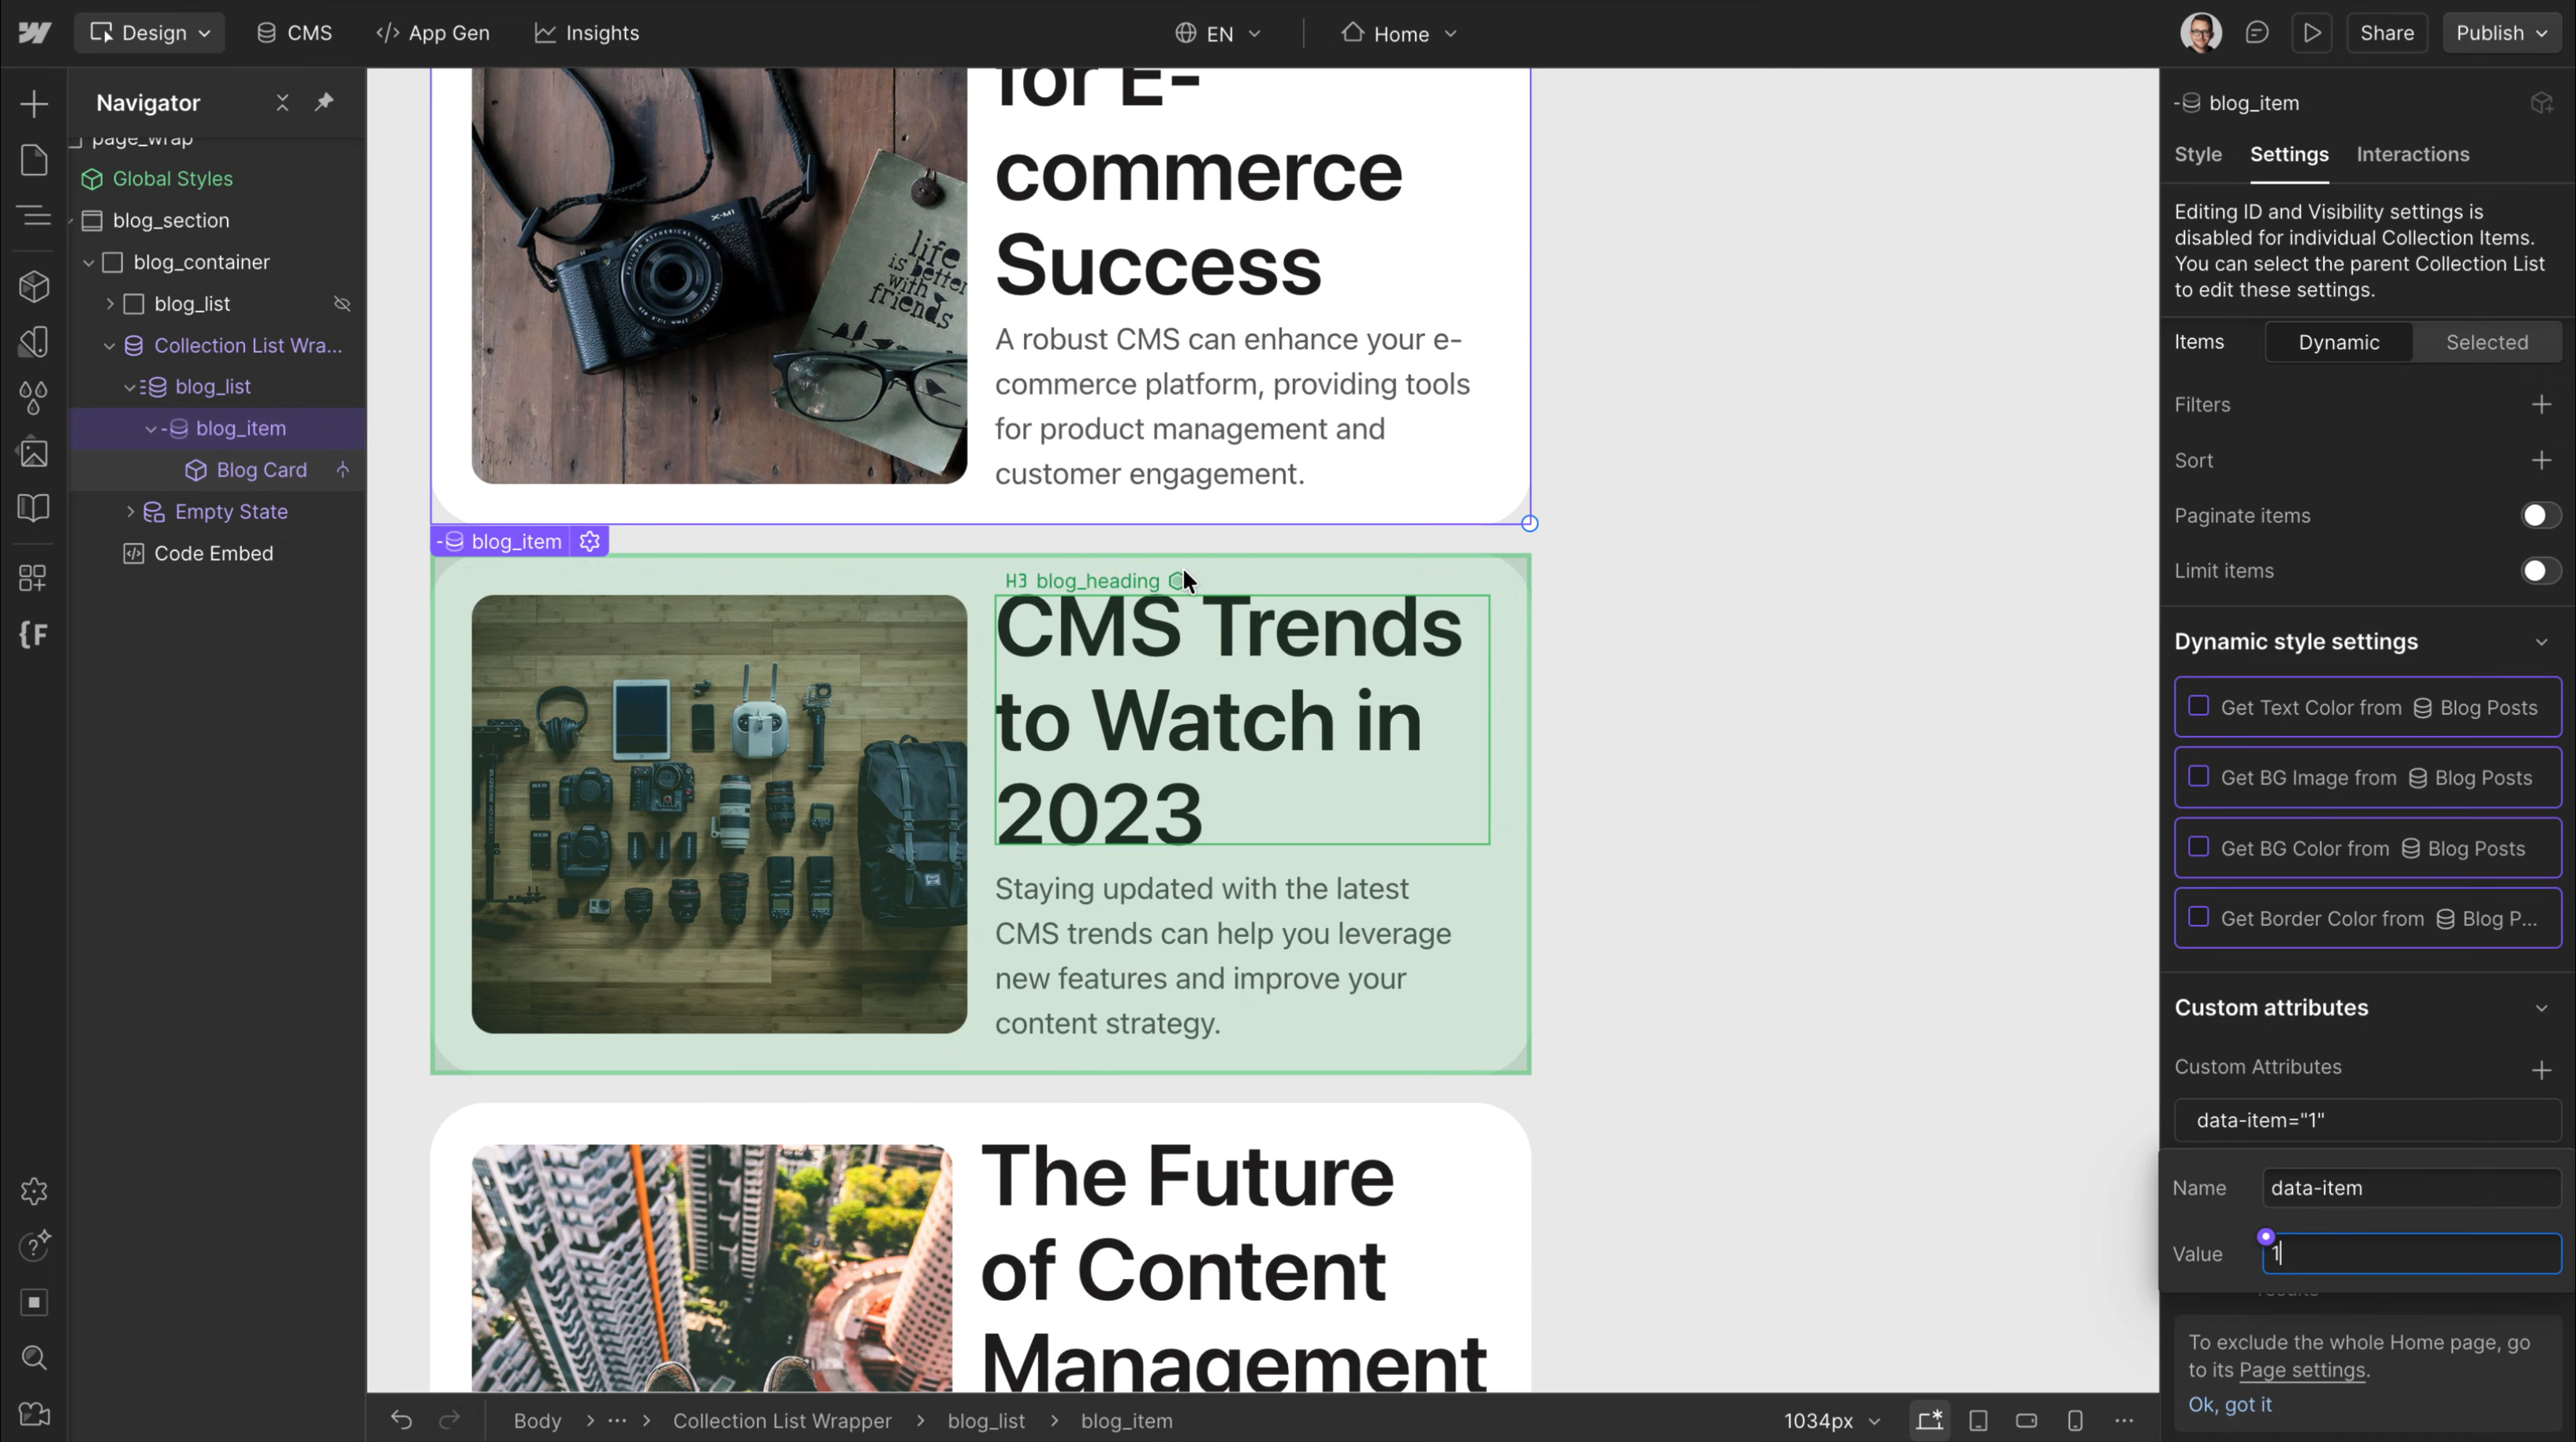 Design
CMS
App Gen
Insights
EN
Home
Share
Publish
Navigator
page_wrap
Global Styles
blog_section
blog_container
blog_list
Collection List Wra...
blog_list
blog_item
Blog Card
Empty State
Code Embed
for E-
commerce
Success
A robust CMS can enhance your e-
commerce platform, providing tools
for product management and
customer engagement.
X-M1
life
is better
with
friends
blog_item
H3 blog_heading
CMS Trends
to Watch in
2023
Staying updated with the latest
CMS trends can help you leverage
new features and improve your
content strategy.
The Future
of Content
Management
Body
Collection List Wrapper
blog_list
blog_item
1034px
blog_item
Style
Settings
Interactions
Editing ID and Visibility settings is
disabled for individual Collection Items.
You can select the parent Collection List
to edit these settings.
Items
Dynamic
Selected
Filters
Sort
Paginate items
Limit items
Dynamic style settings
Get Text Color from Blog Posts
Get BG Image from Blog Posts
Get BG Color from Blog Posts
Get Border Color from Blog P...
Custom attributes
Custom Attributes
data-item="1"
Name
data-item
Value
1
To exclude the whole Home page, go
to its Page settings.
Ok, got it